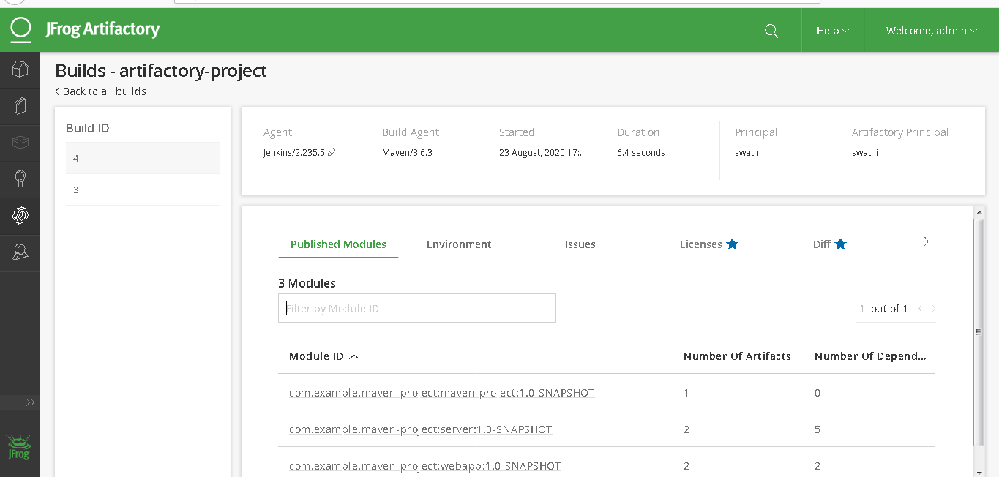 JFrog Artifactory
Help
Welcome, admin
Builds - artifactory-project
Back to all builds
Build ID
4
3
Agent
Jenkins/2.235.5
Build Agent
Maven/3.6.3
Started
23 August, 2020 17:...
Duration
6.4 seconds
Principal
swathi
Artifactory Principal
swathi
Published Modules
Environment
Issues
Licenses
Diff
3 Modules
Filter by Module ID
1 out of 1
Module ID Number Of Artifacts Number Of Depend...
com.example.maven-project:maven-project:1.0-SNAPSHOT 1 0
com.example.maven-project:server:1.0-SNAPSHOT 2 5
com.example.maven-project:webapp:1.0-SNAPSHOT 2 2
JFrog